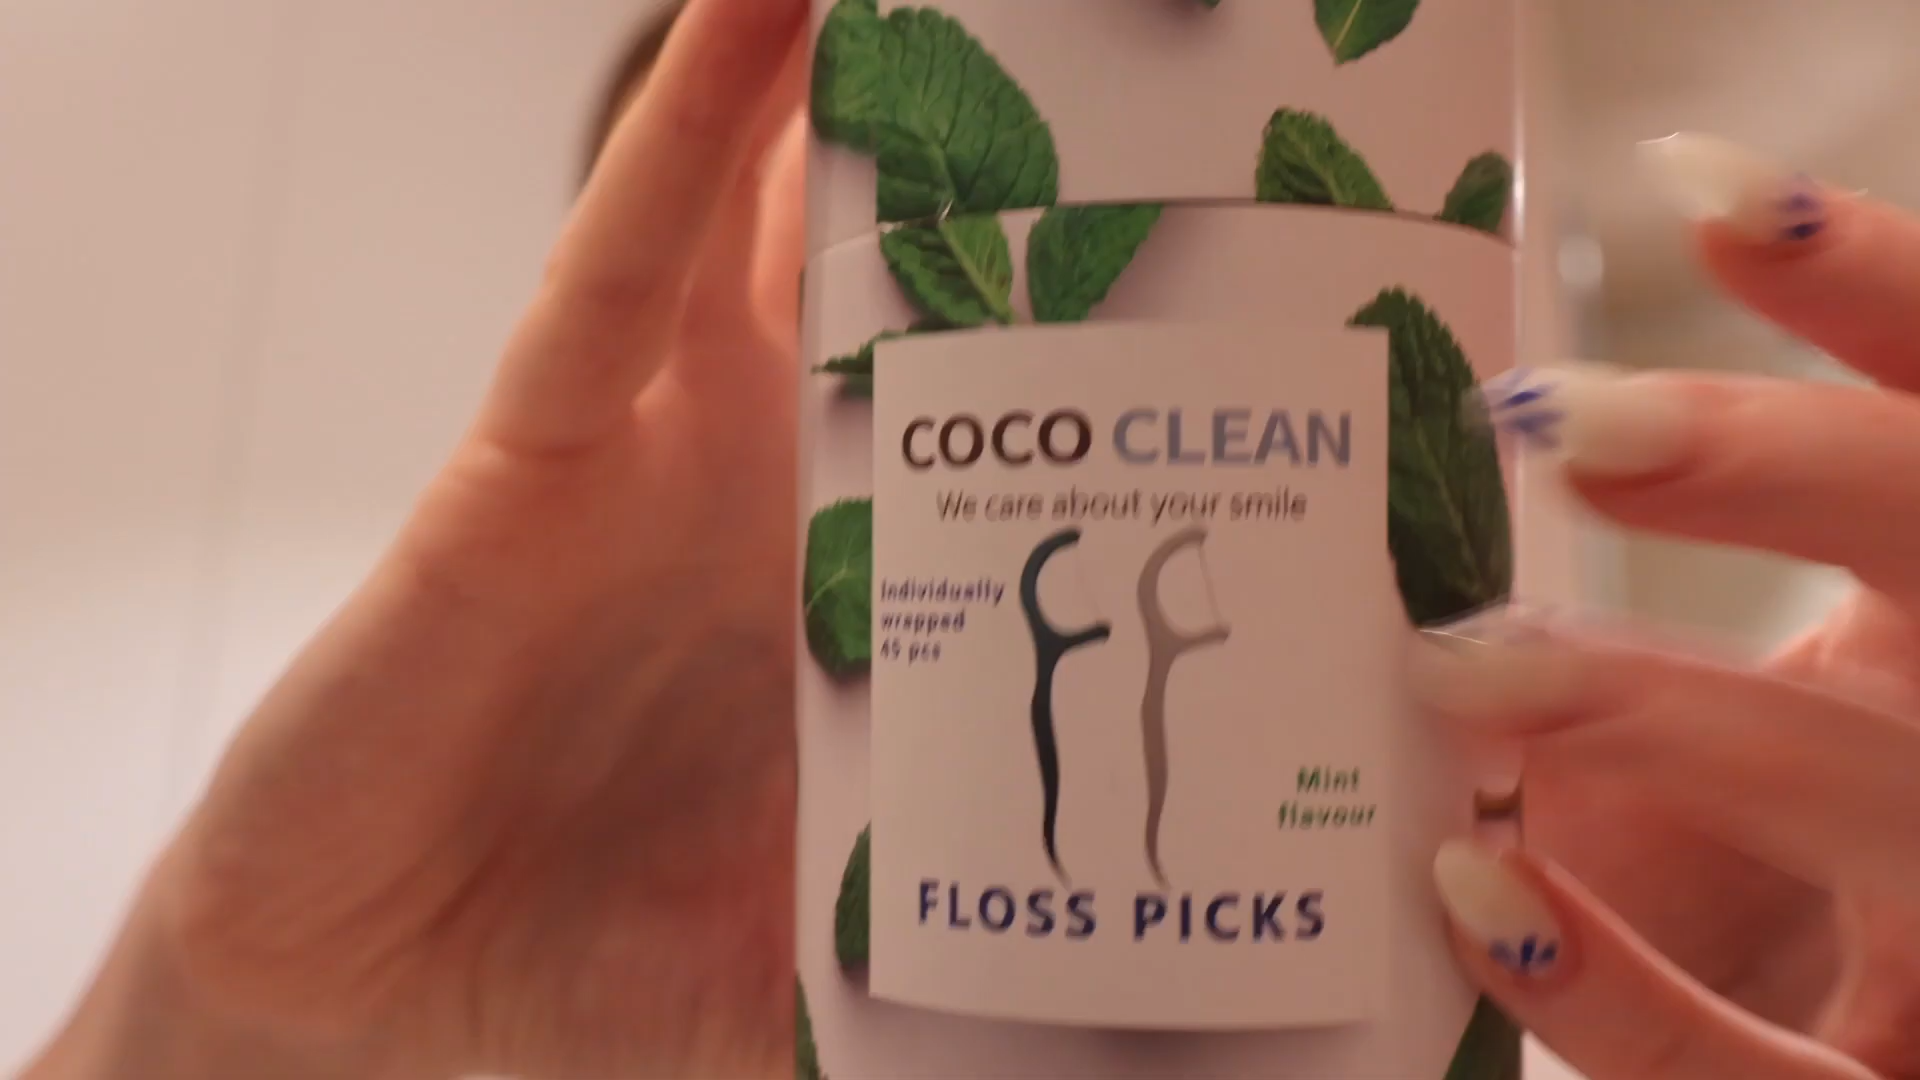 COCO CLEAN
We care about your smile
Individually
wrapped
45 pcs
Mint
flavour
FLOSS PICKS